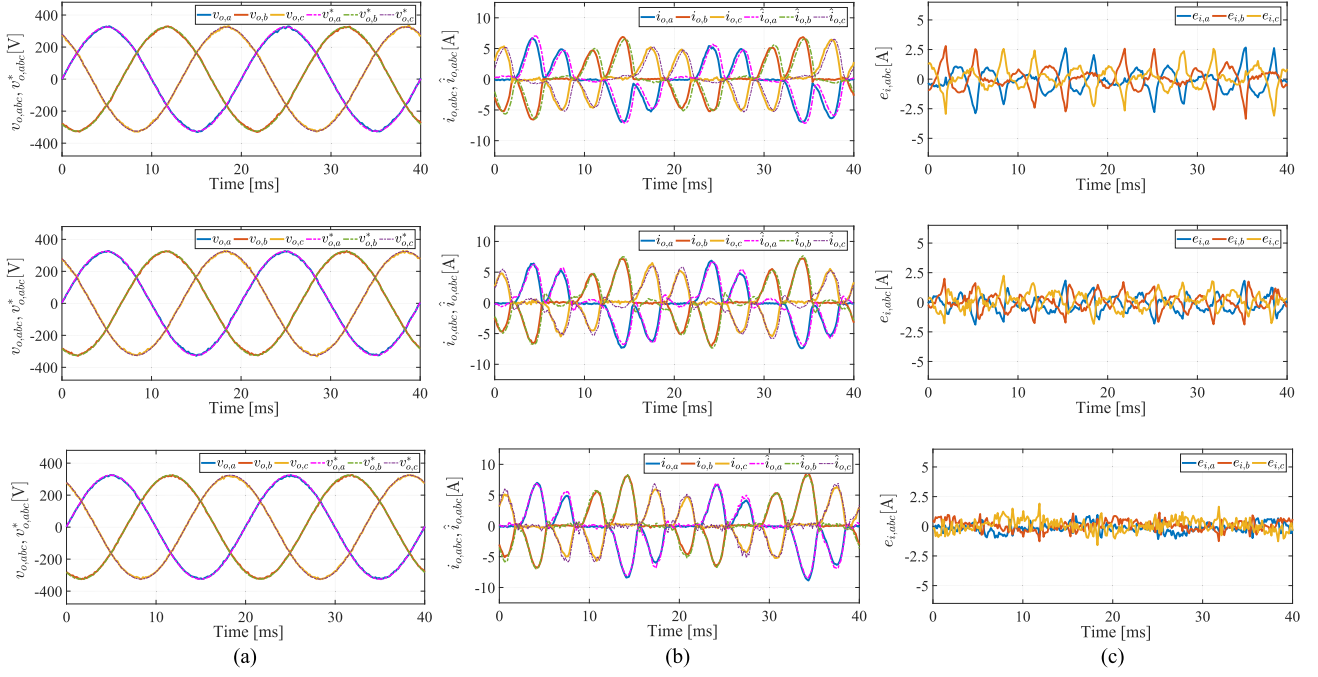 v_{o,a} v_{o,b} v_{o,c} v*_{o,a} v*_{o,b} v*_{o,c}
400
200
0
-200
-400
v_{o,abc}, v*_{o,abc}[V]
0 10 20 30 40
Time [ms]
i_{o,a} i_{o,b} i_{o,c} î_{o,a} î_{o,b} î_{o,c}
10
5
0
-5
-10
i_{o,abc}, î_{o,abc}[A]
0 10 20 30 40
Time [ms]
e_{i,a} e_{i,b} e_{i,c}
5
2.5
0
-2.5
-5
e_{i,abc}[A]
0 10 20 30 40
Time [ms]
v_{o,a} v_{o,b} v_{o,c} v*_{o,a} v*_{o,b} v*_{o,c}
400
200
0
-200
-400
v_{o,abc}, v*_{o,abc}[V]
0 10 20 30 40
Time [ms]
i_{o,a} i_{o,b} i_{o,c} î_{o,a} î_{o,b} î_{o,c}
10
5
0
-5
-10
i_{o,abc}, î_{o,abc}[A]
0 10 20 30 40
Time [ms]
e_{i,a} e_{i,b} e_{i,c}
5
2.5
0
-2.5
-5
e_{i,abc}[A]
0 10 20 30 40
Time [ms]
v_{o,a} v_{o,b} v_{o,c} v*_{o,a} v*_{o,b} v*_{o,c}
400
200
0
-200
-400
v_{o,abc}, v*_{o,abc}[V]
0 10 20 30 40
Time [ms]
i_{o,a} i_{o,b} i_{o,c} î_{o,a} î_{o,b} î_{o,c}
10
5
0
-5
-10
i_{o,abc}, î_{o,abc}[A]
0 10 20 30 40
Time [ms]
e_{i,a} e_{i,b} e_{i,c}
5
2.5
0
-2.5
-5
e_{i,abc}[A]
0 10 20 30 40
Time [ms]
(a) (b) (c)